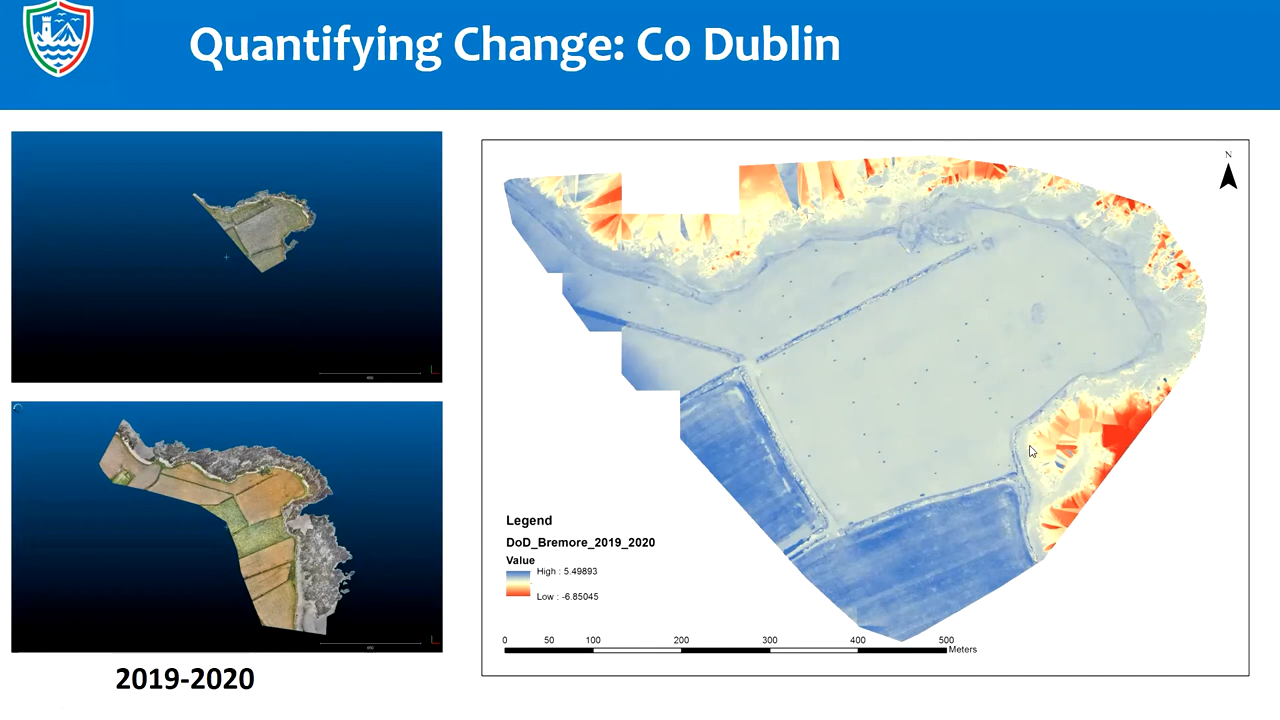 Quantifying Change: Co Dublin
N
Legend
DoD_Bremore_2019_2020
Value
High : 5.49893
Low : -6.85045
0 50 100 200 300 400 500
Meters
2019-2020